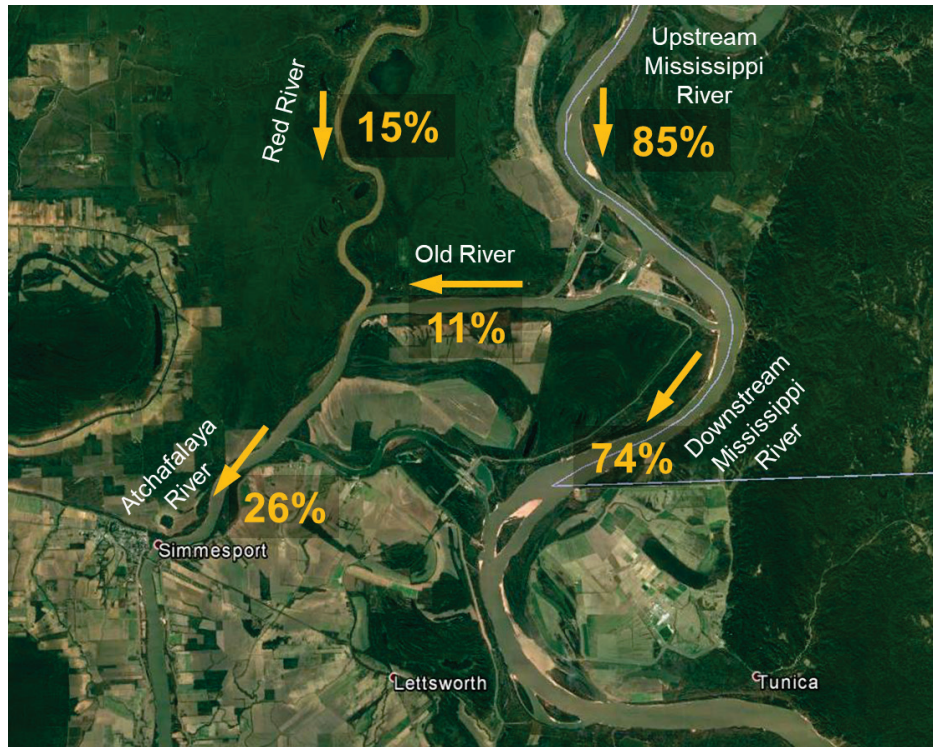 Upstream
Mississippi
River
85%
Red River
15%
Old River
11%
Downstream
Mississippi
River
74%
Atchafalaya
River
26%
Simmesport
Lettsworth
Tunica